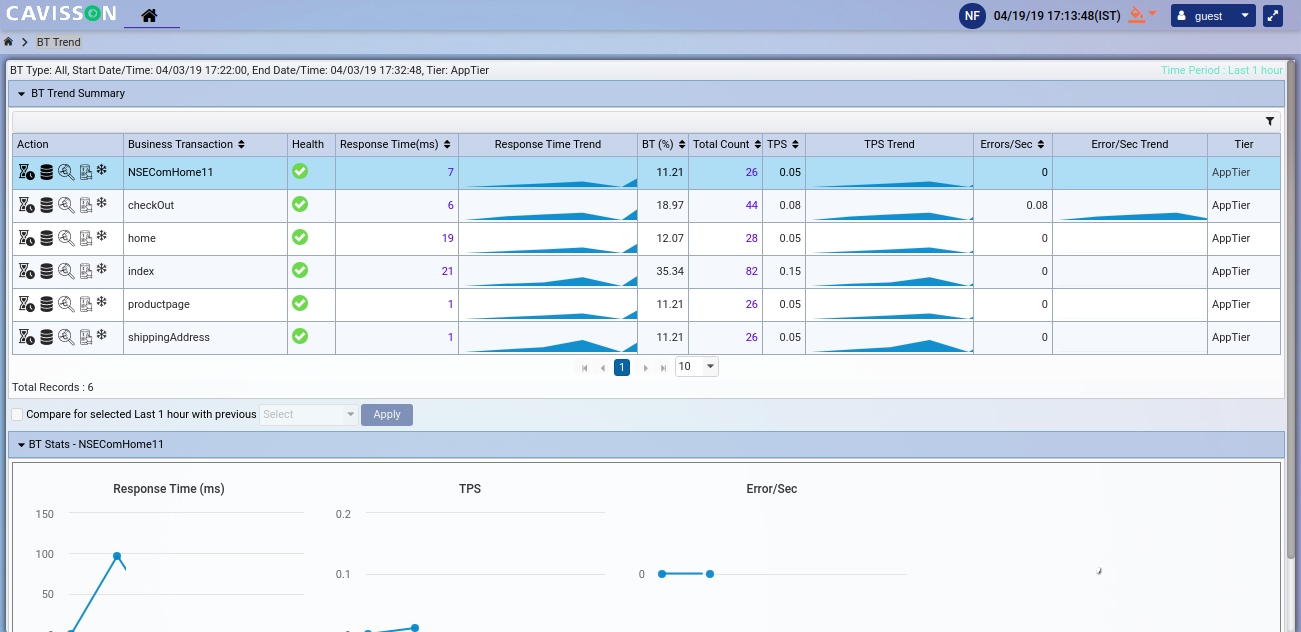 CAVISSON
NF 04/19/19 17:13:48(IST) guest
BT Trend
BT Type: All, Start Date/Time: 04/03/19 17:22:00, End Date/Time: 04/03/19 17:32:48, Tier: AppTier Time Period : Last 1 hour
BT Trend Summary
Action Business Transaction Health Response Time(ms) Response Time Trend BT (%) Total Count TPS TPS Trend Errors/Sec Error/Sec Trend Tier
NSEComHome11 7 11.21 26 0.05 0 AppTier
checkOut 6 18.97 44 0.08 0.08 AppTier
home 19 12.07 28 0.05 0 AppTier
index 21 35.34 82 0.15 0 AppTier
productpage 1 11.21 26 0.05 0 AppTier
shippingAddress 1 11.21 26 0.05 0 AppTier
1 10
Total Records : 6
Compare for selected Last 1 hour with previous Select Apply
BT Stats - NSEComHome11
Response Time (ms) TPS Error/Sec
150 0.2
100 0.1 0
50